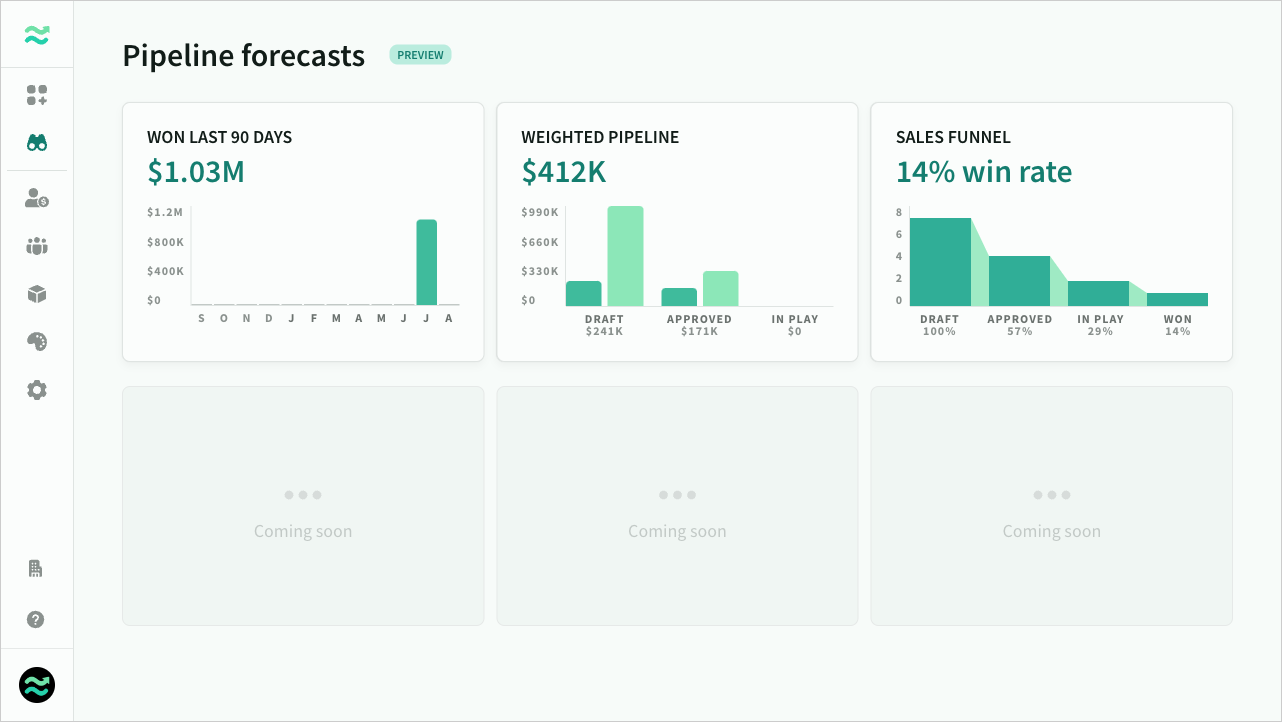 Pipeline forecasts
PREVIEW
WON LAST 90 DAYS
$1.03M
$1.2M
$800K
$400K
$0
S O N D J F M A M J J A
WEIGHTED PIPELINE
$412K
$990K
$660K
$330K
$0
DRAFT APPROVED IN PLAY
$241K $171K $0
SALES FUNNEL
14% win rate
8
6
4
2
0
DRAFT APPROVED IN PLAY WON
100% 57% 29% 14%
Coming soon
Coming soon
Coming soon